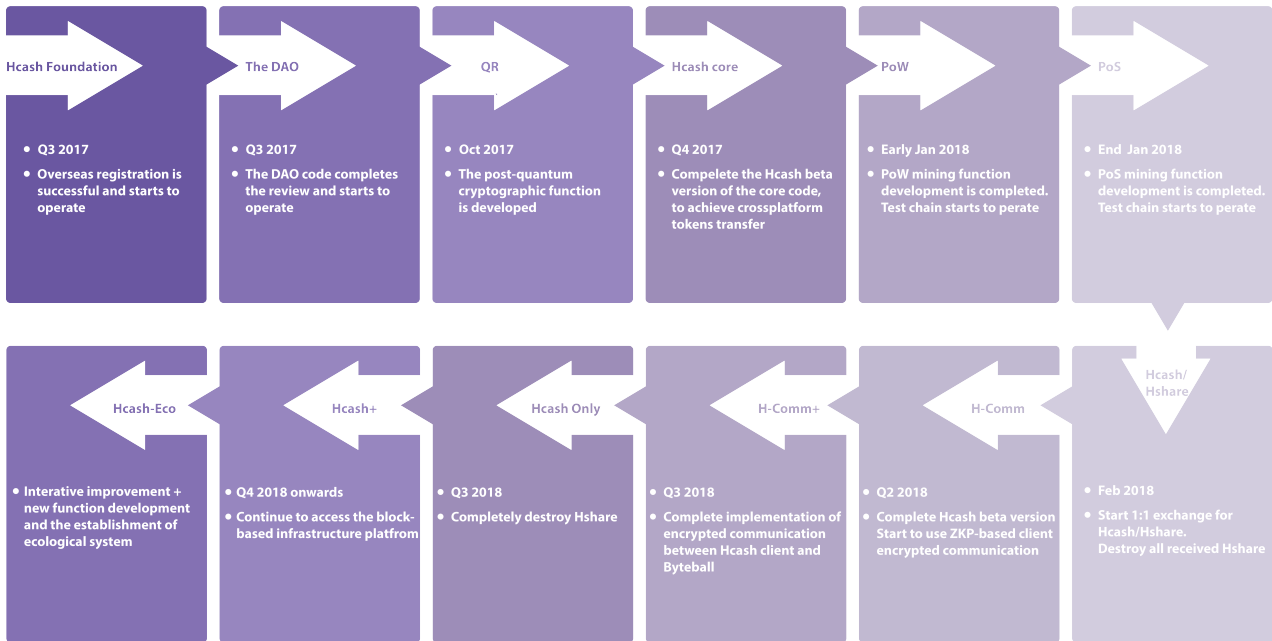 Hcash Foundation
• Q3 2017
• Overseas registration is
successful and starts to
operate
The DAO
• Q3 2017
• The DAO code completes
the review and starts to
operate
QR
• Oct 2017
• The post-quantum
cryptographic function
is developed
Hcash core
• Q4 2017
• Compelete the Hcash beta
version of the core code,
to achieve crossplatform
tokens transfer
PoW
• Early Jan 2018
• PoW mining function
development is completed.
Test chain starts to perate
PoS
• End Jan 2018
• PoS mining function
development is completed.
Test chain starts to perate
Hcash/
Hshare
• Feb 2018
• Start 1:1 exchange for
Hcash/Hshare.
Destroy all received Hshare
H-Comm
• Q2 2018
• Complete Hcash beta version
Start to use ZKP-based client
encrypted communication
H-Comm+
• Q3 2018
• Complete implementation of
encrypted communication
between Hcash client and
Byteball
Hcash Only
• Q3 2018
• Completely destroy Hshare
Hcash+
• Q4 2018 onwards
• Continue to access the block-
based infrastructure platfrom
Hcash-Eco
• Interative improvement +
new function development
and the establishment of
ecological system